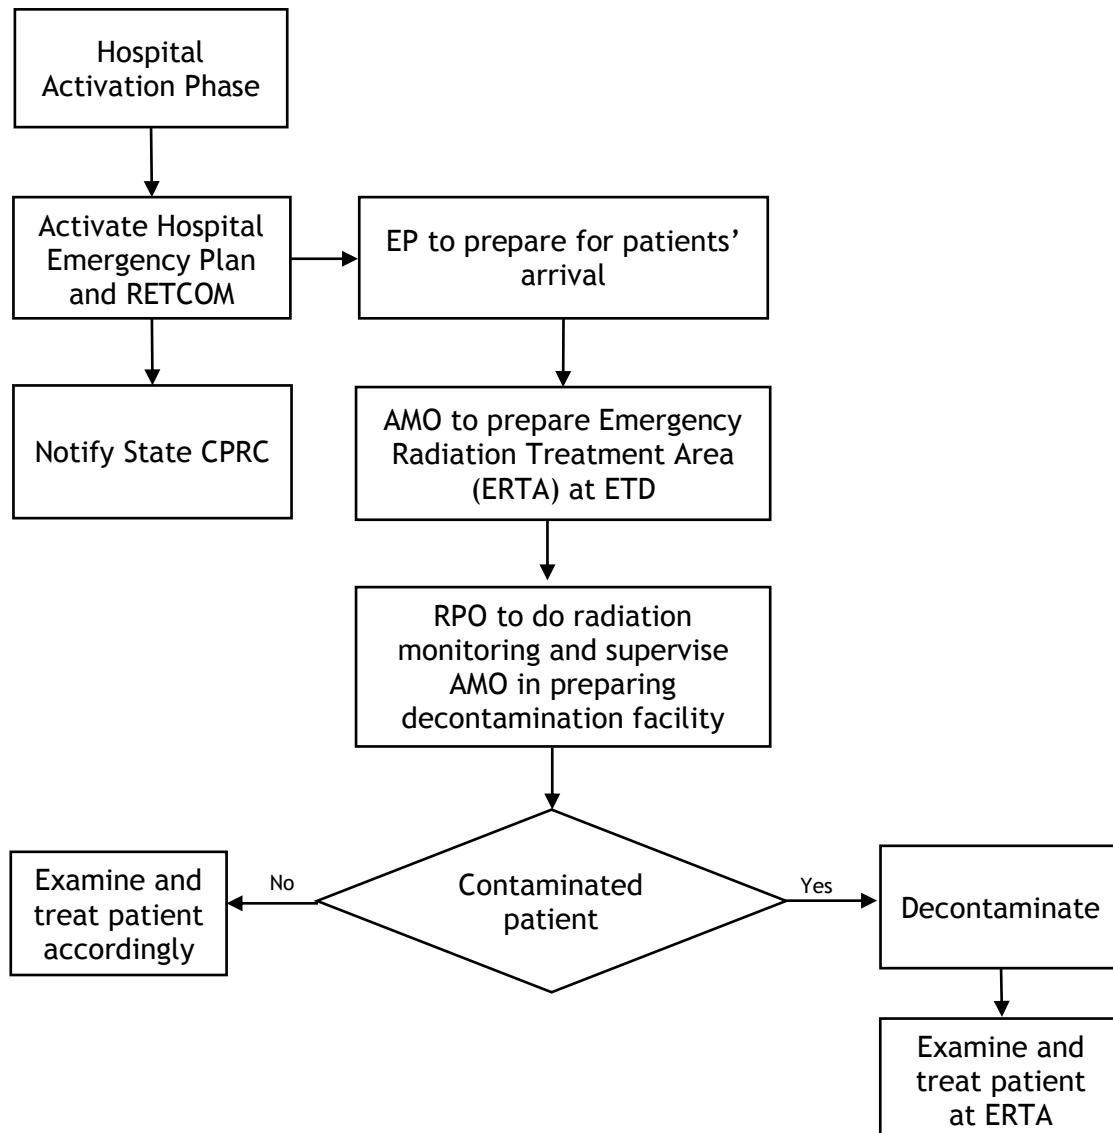 Hospital
Activation Phase
Activate Hospital
Emergency Plan
and RETCOM
EP to prepare for patients’
arrival
Notify State CPRC
AMO to prepare Emergency
Radiation Treatment Area
(ERTA) at ETD
RPO to do radiation
monitoring and supervise
AMO in preparing
decontamination facility
Contaminated
patient
No
Examine and
treat patient
accordingly
Yes
Decontaminate
Examine and
treat patient
at ERTA